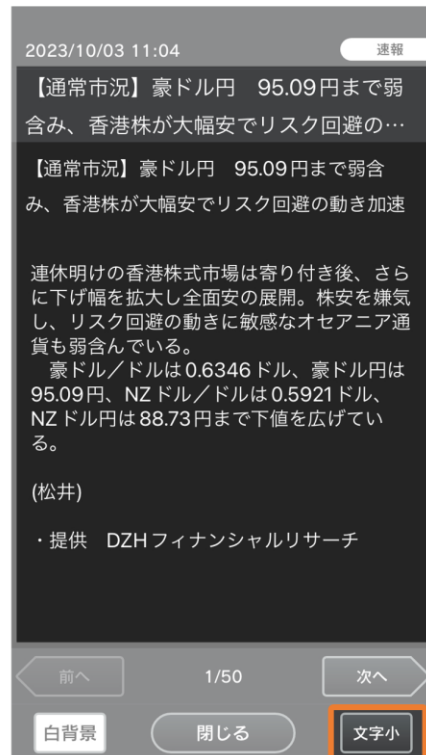 2023/10/03 11:04 速報
【通常市況】豪ドル円　95.09円まで弱
含み、香港株が大幅安でリスク回避の…
【通常市況】豪ドル円　95.09円まで弱含
み、香港株が大幅安でリスク回避の動き加速
連休明けの香港株式市場は寄り付き後、さら
に下げ幅を拡大し全面安の展開。株安を嫌気
し、リスク回避の動きに敏感なオセアニア通
貨も弱含んでいる。
　豪ドル／ドルは0.6346ドル、豪ドル円は
95.09円、NZドル／ドルは0.5921ドル、
NZドル円は88.73円まで下値を広げてい
る。
(松井)
・提供　DZHフィナンシャルリサーチ
前へ 1/50 次へ
白背景 閉じる 文字小